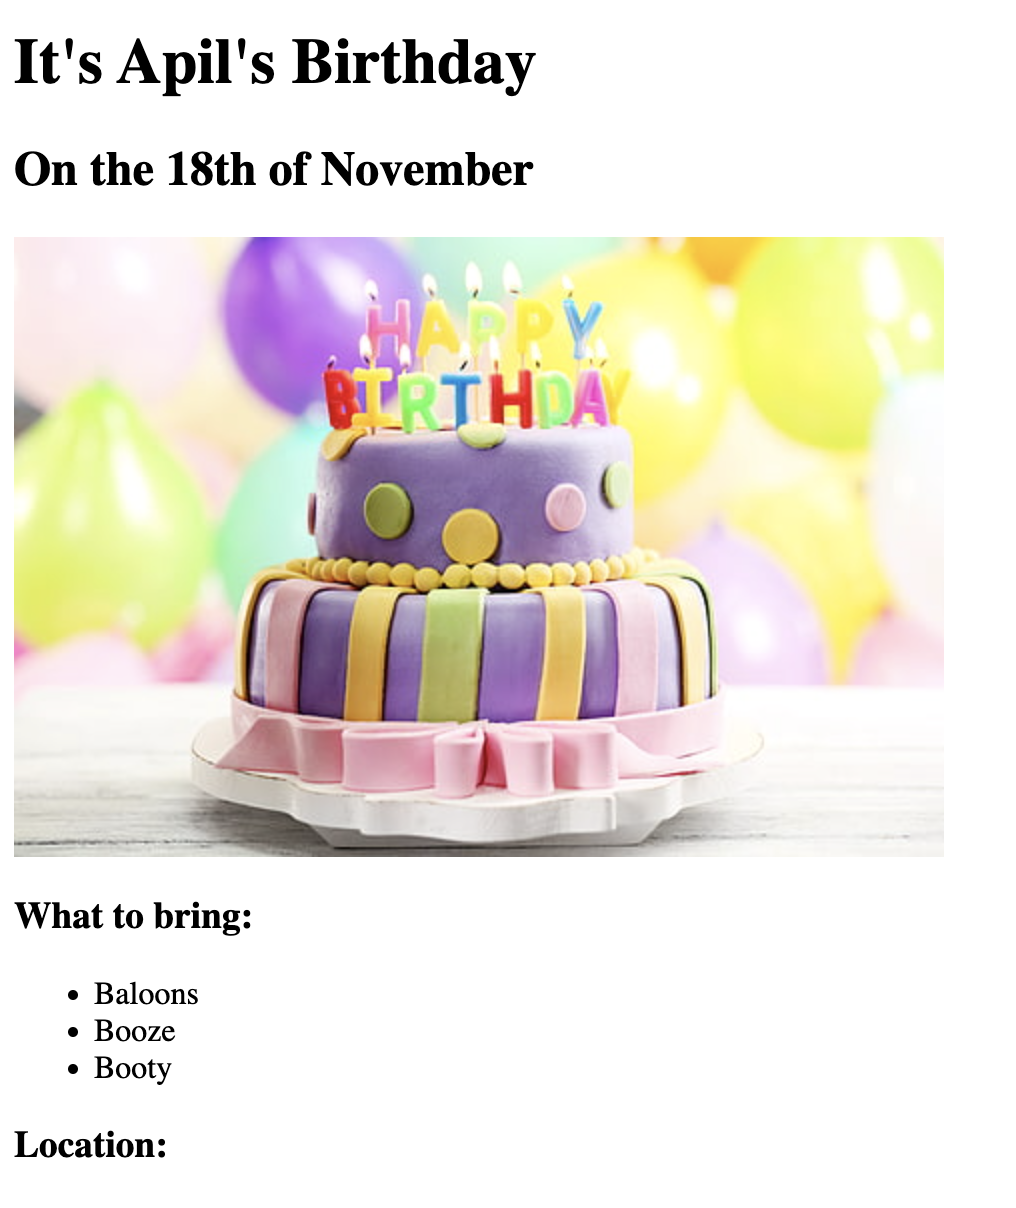 It's Apil's Birthday
On the 18th of November
HAPPY
BIRTHDAY
What to bring:
Baloons
Booze
Booty
Location: